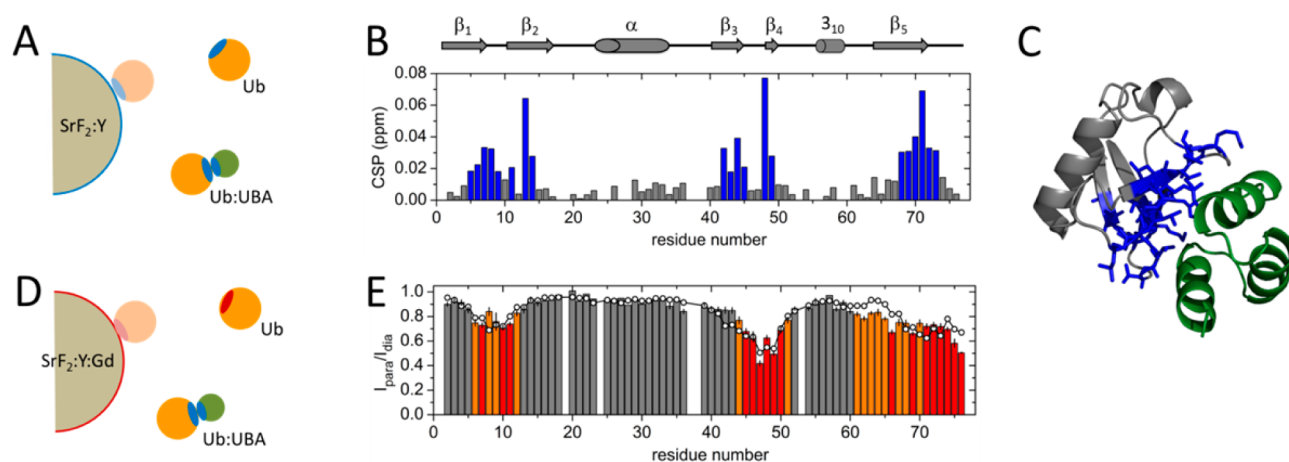 A
SrF₂:Y
Ub
Ub:UBA
B
β₁ β₂ α β₃ β₄ 3₁₀ β₅
CSP (ppm)
0.08
0.06
0.04
0.02
0.00
0 10 20 30 40 50 60 70
residue number
C
D
SrF₂:Y:Gd
Ub
Ub:UBA
E
Ipara/Idia
1.0
0.8
0.6
0.4
0.2
0.0
0 10 20 30 40 50 60 70
residue number